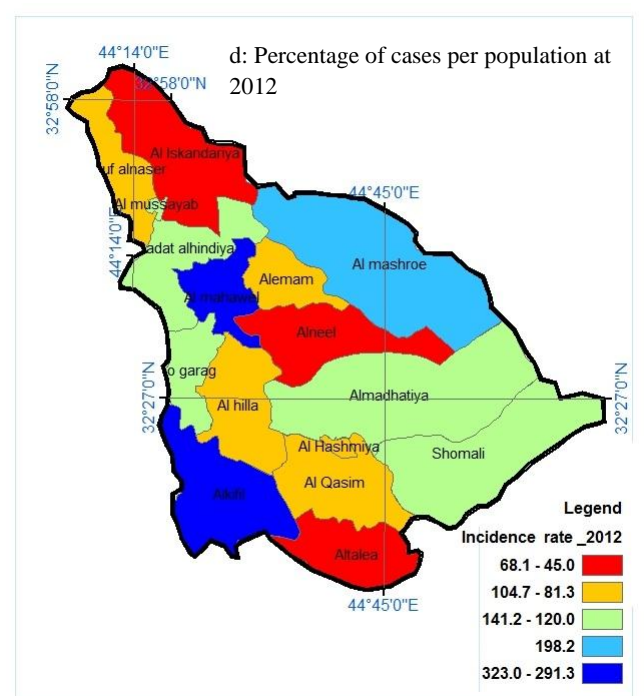 44°14'0"E
d: Percentage of cases per population at
2012
32°58'0"N
32°58'0"N
Al Iskandariya
uf alnaser
Al mussayab
44°45'0"E
44°14'0"E
adat alhindiya
Al mashroe
Alemam
Al mahawel
Alneel
o garag
32°27'0"N
Al hilla
Almadhatiya
32°27'0"N
Al Hashmiya
Shomali
Al Qasim
Alkifl
Altalea
44°45'0"E
Legend
Incidence rate _2012
68.1 - 45.0
104.7 - 81.3
141.2 - 120.0
198.2
323.0 - 291.3